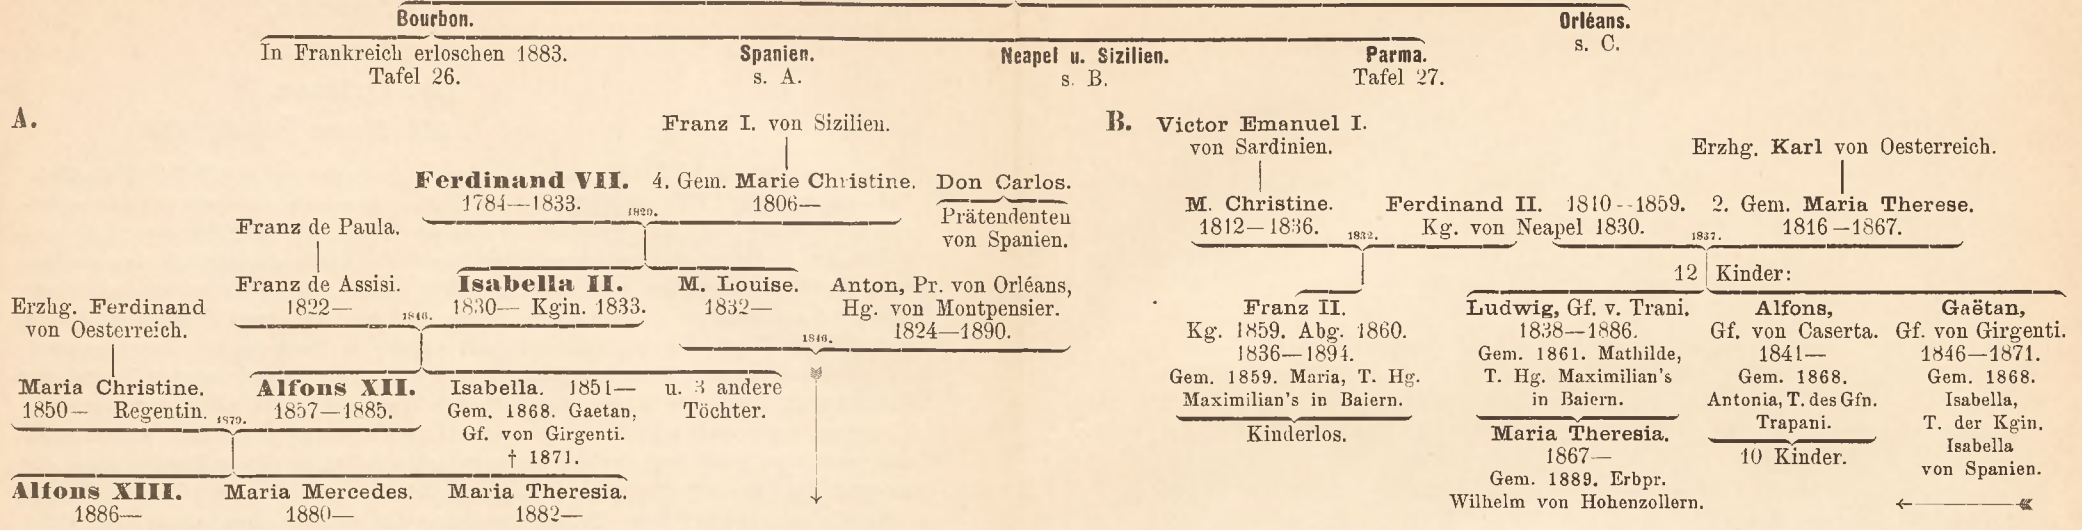 Bourbon.
Orléans.
s. C.
In Frankreich erloschen 1883.
Tafel 26.
Spanien.
s. A.
Neapel u. Sizilien.
s. B.
Parma.
Tafel 27.
A.
Franz I. von Sizilien.
Ferdinand VII. 4. Gem. Marie Christine. Don Carlos.
1784—1833. 1829. 1806—
Prätendenten
von Spanien.
Franz de Paula.
Franz de Assisi.
1822— 1846.
Isabella II.
1830— Kgin. 1833.
M. Louise.
1832—
Anton, Pr. von Orléans,
Hg. von Montpensier.
1824—1890.
1846.
Erzhg. Ferdinand
von Oesterreich.
Maria Christine.
1850— Regentin. 1879.
Alfons XII.
1857—1885.
Isabella. 1851—
Gem. 1868. Gaetan,
Gf. von Girgenti.
† 1871.
u. 3 andere
Töchter.
Alfons XIII.
1886—
Maria Mercedes.
1880—
Maria Theresia.
1882—
B.
Victor Emanuel I.
von Sardinien.
Erzhg. Karl von Oesterreich.
M. Christine.
1812—1836. 1832.
Ferdinand II. 1810--1859. 2. Gem. Maria Therese.
Kg. von Neapel 1830. 1837. 1816—1867.
12 Kinder:
Franz II.
Kg. 1859. Abg. 1860.
1836—1894.
Gem. 1859. Maria, T. Hg.
Maximilian's in Baiern.
Kinderlos.
Ludwig, Gf. v. Trani.
1838—1886.
Gem. 1861. Mathilde,
T. Hg. Maximilian's
in Baiern.
Maria Theresia.
1867—
Gem. 1889. Erbpr.
Wilhelm von Hohenzollern.
Alfons,
Gf. von Caserta.
1841—
Gem. 1868.
Antonia, T. des Gfn.
Trapani.
10 Kinder.
Gaëtan,
Gf. von Girgenti.
1846—1871.
Gem. 1868.
Isabella,
T. der Kgin.
Isabella
von Spanien.